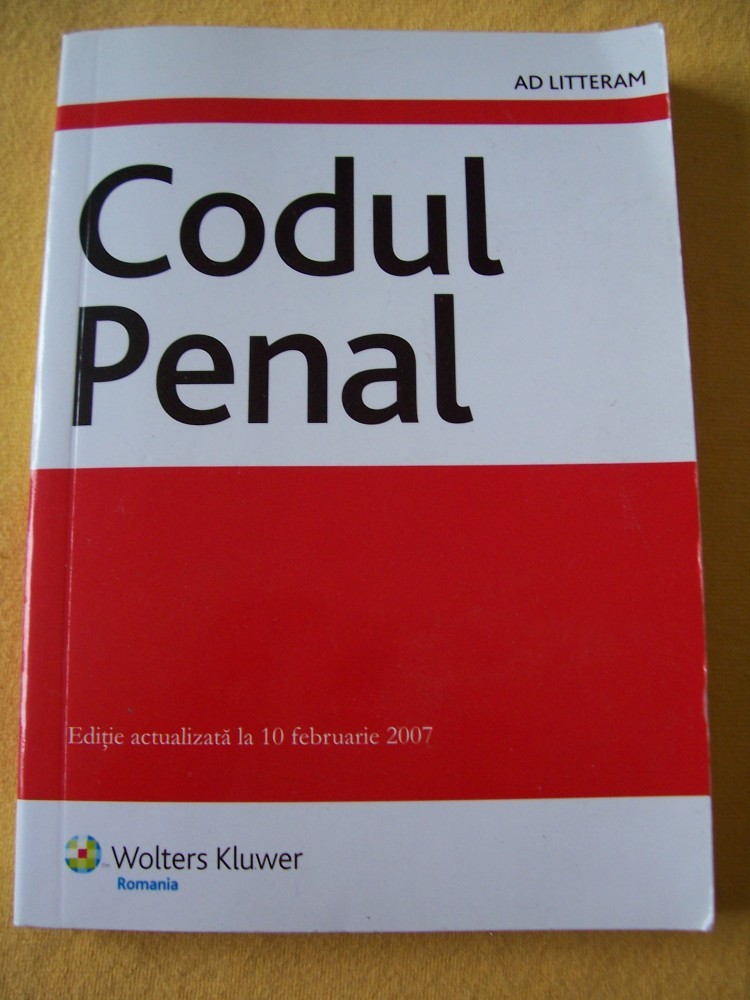 AD LITTERAM
Codul
Penal
Ediție actualizată la 10 februarie 2007
Wolters Kluwer
Romania